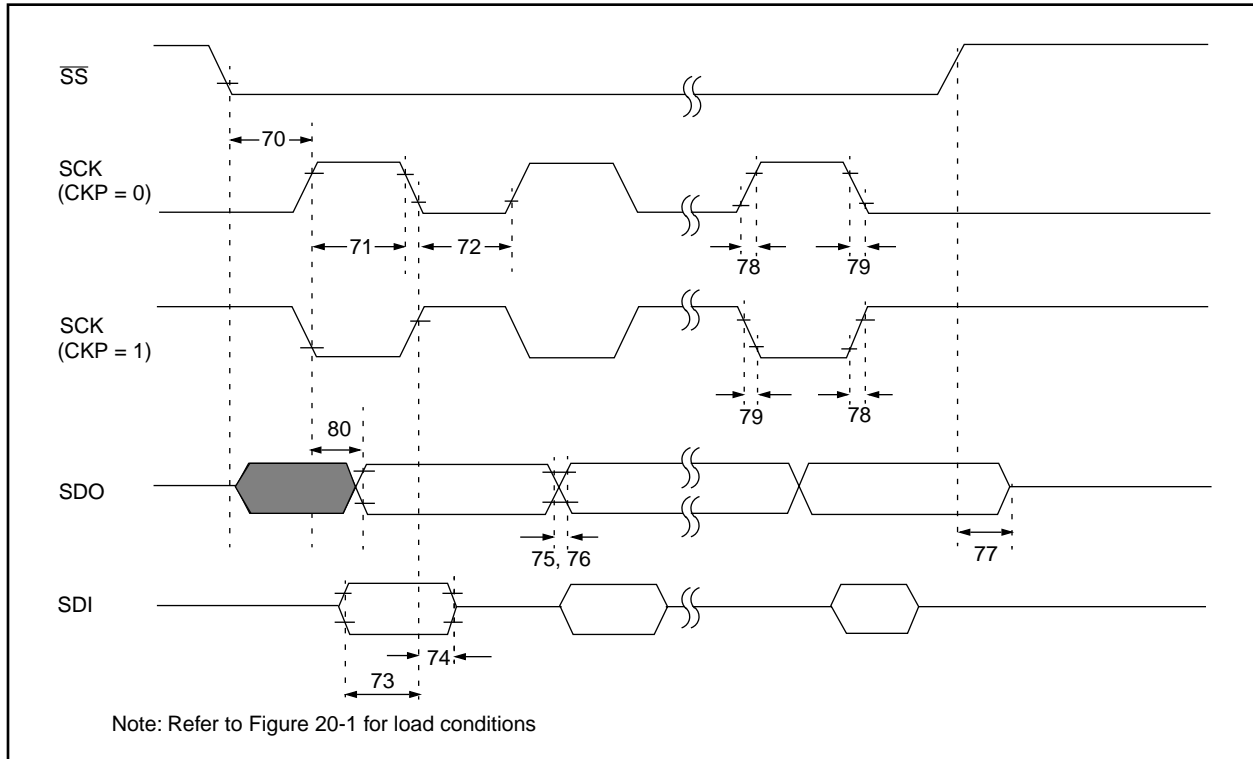 SS
70
SCK
(CKP = 0)
71
72
78
79
SCK
(CKP = 1)
79
78
80
SDO
75, 76
77
SDI
74
73
Note: Refer to Figure 20-1 for load conditions